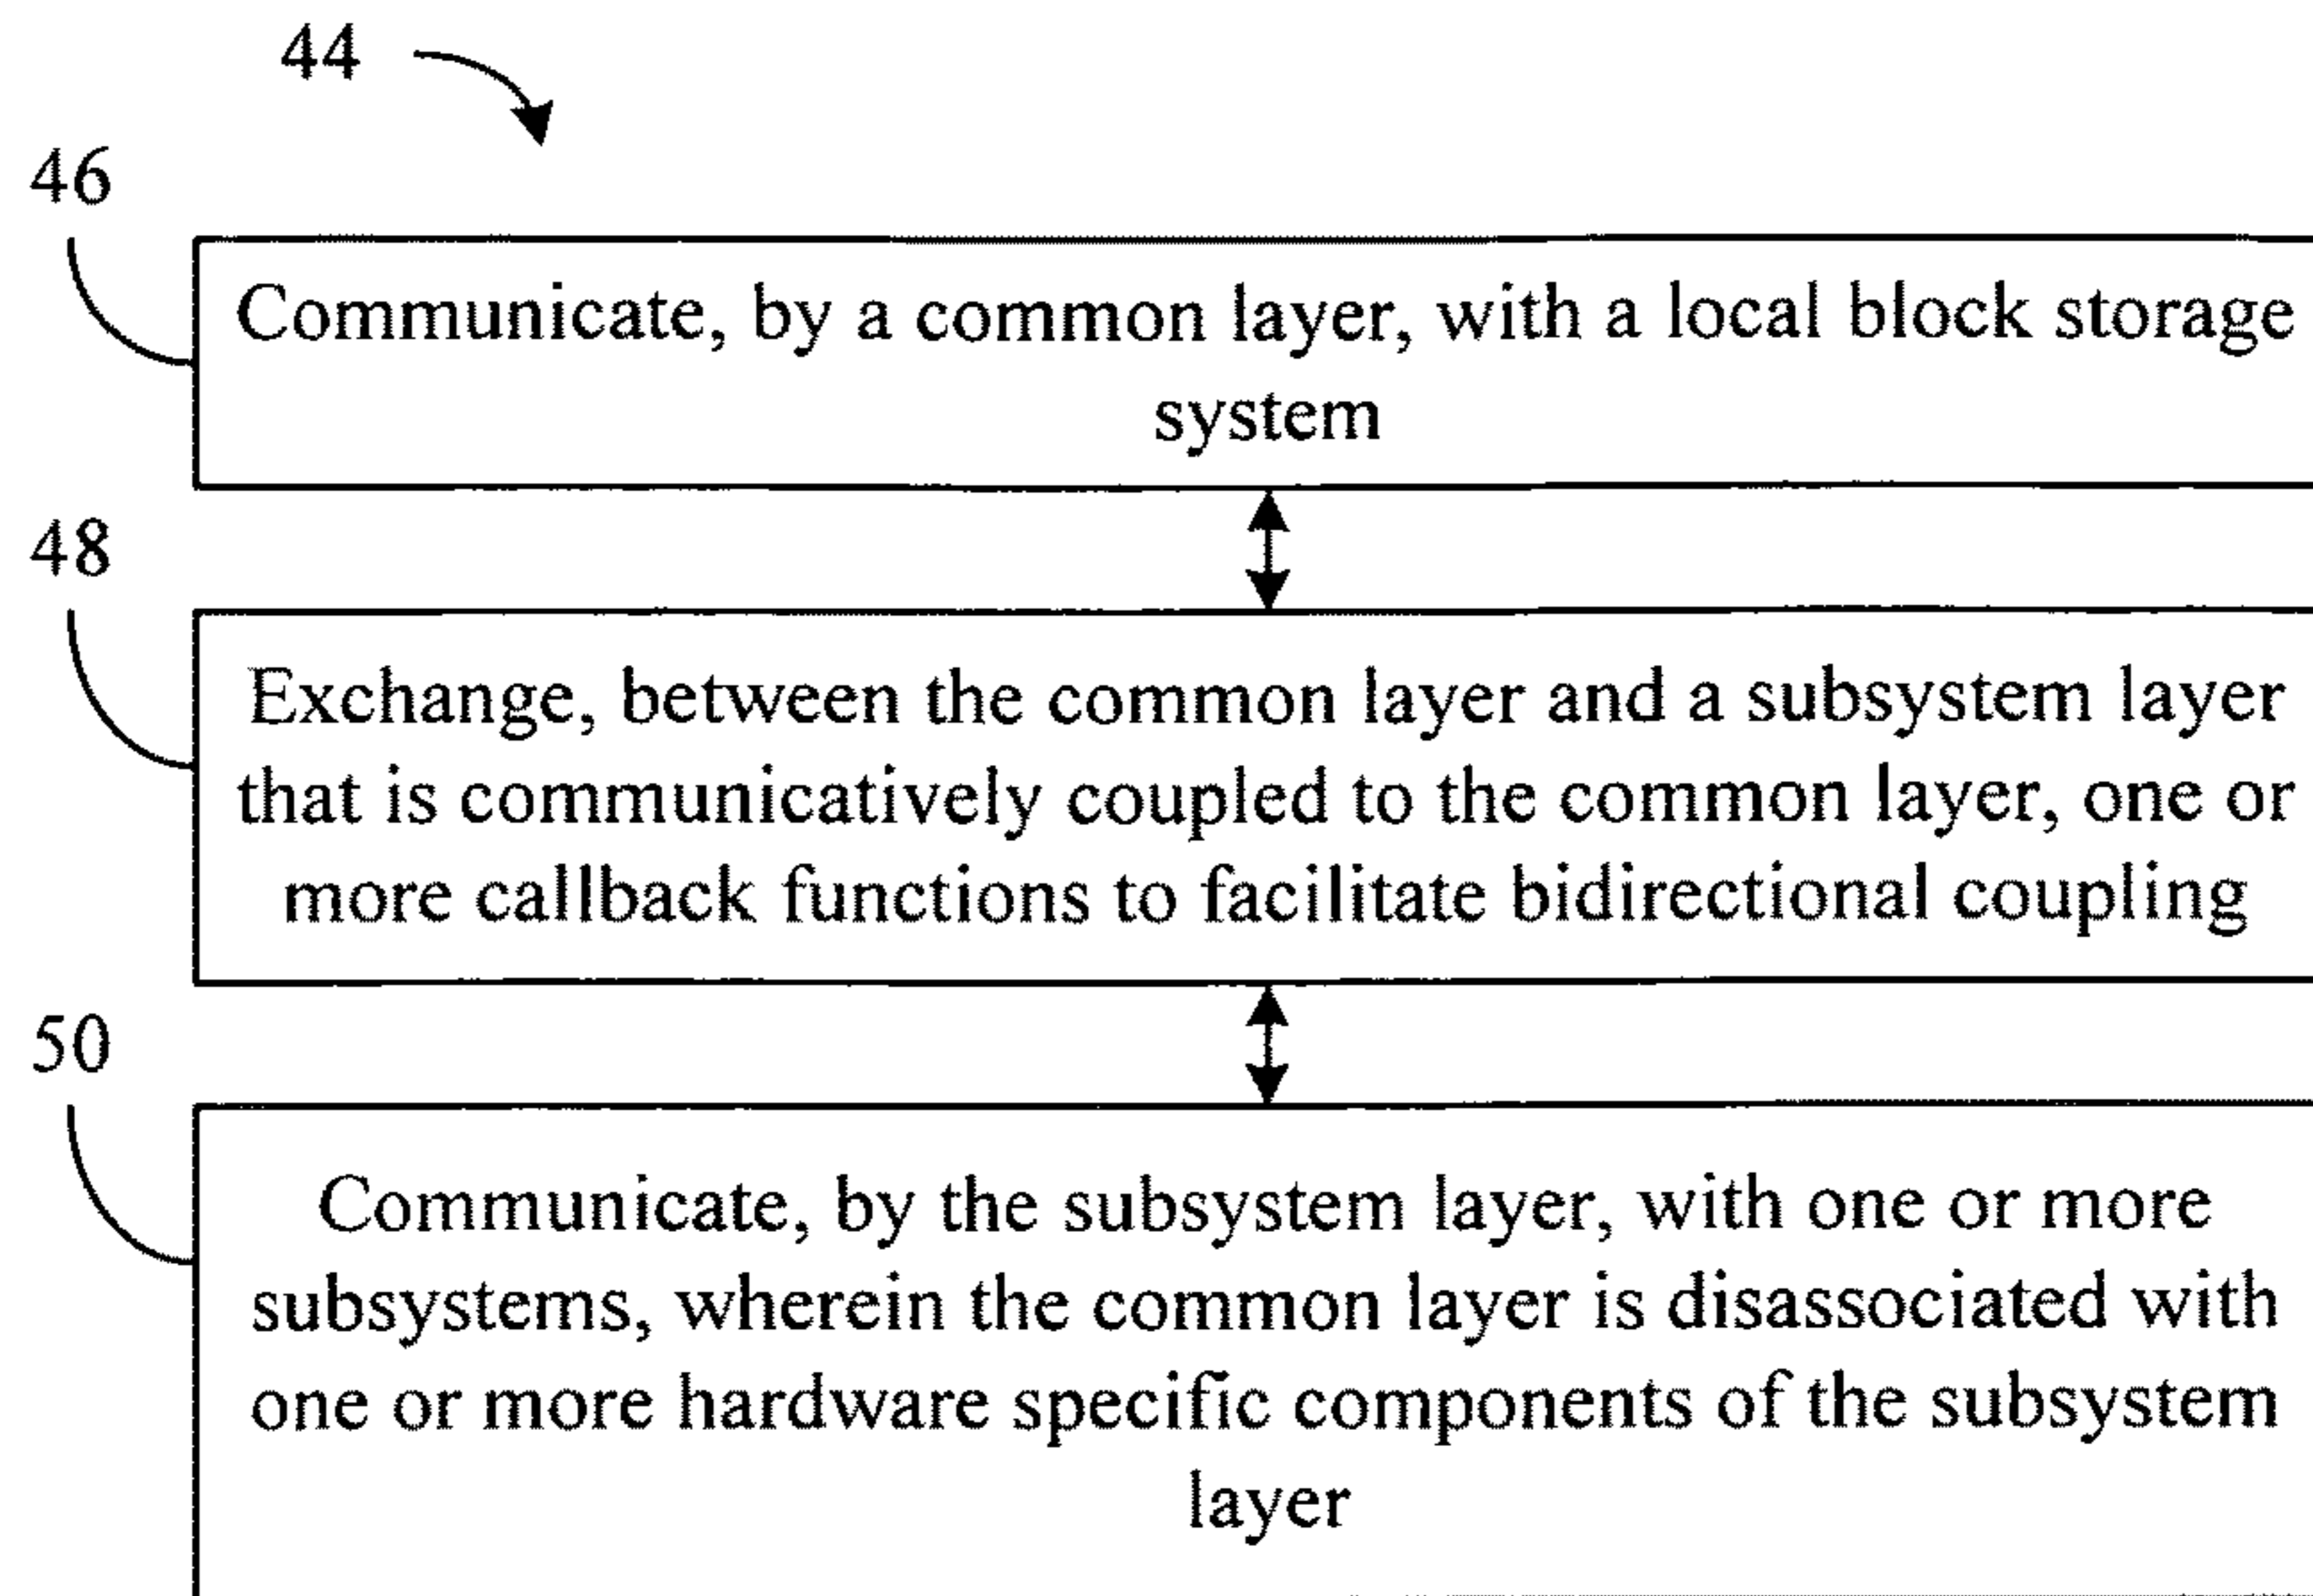 44
46
Communicate, by a common layer, with a local block storage
system
48
Exchange, between the common layer and a subsystem layer
that is communicatively coupled to the common layer, one or
more callback functions to facilitate bidirectional coupling
50
Communicate, by the subsystem layer, with one or more
subsystems, wherein the common layer is disassociated with
one or more hardware specific components of the subsystem
layer